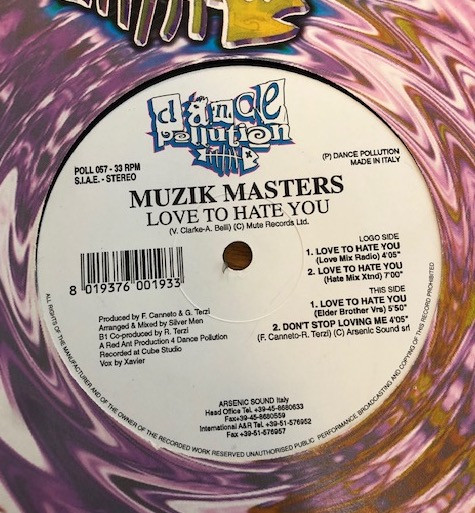 dance
pollution
POLL 057 - 33 RPM
S.I.A.E. - STEREO
(P) DANCE POLLUTION
MADE IN ITALY
MUZIK MASTERS
LOVE TO HATE YOU
(V. Clarke-A. Bell) (C) Mute Records Ltd.
LOGO SIDE
1. LOVE TO HATE YOU
(Love Mix Radio) 4'05"
2. LOVE TO HATE YOU
(Hate Mix Xtnd) 7'00"
THIS SIDE
1. LOVE TO HATE YOU
(Elder Brother Vrs) 5'50"
2. DON'T STOP LOVING ME 4'05"
(F. Canneto-R. Terzi) (C) Arsenic Sound srl
8 019376 001933
Produced by F. Canneto & G. Terzi
Arranged & Mixed by Silver Men
B1 Co-produced by R. Terzi
A Red Ant Production 4 Dance Pollution
Recorded at Cube Studio
Vox by Xavier
ARSENIC SOUND Italy
Head Office Tel. +39-45-8680633
Fax+39-45-8680559
International A&R Tel. +39-51-576952
Fax+39-51-576957
ALL RIGHTS OF THE MANUFACTURER AND OF THE OWNER OF THE RECORDED WORK RESERVED UNAUTHORISED PUBLIC PERFORMANCE BROADCASTING AND COPYING OF THIS RECORD PROHIBITED